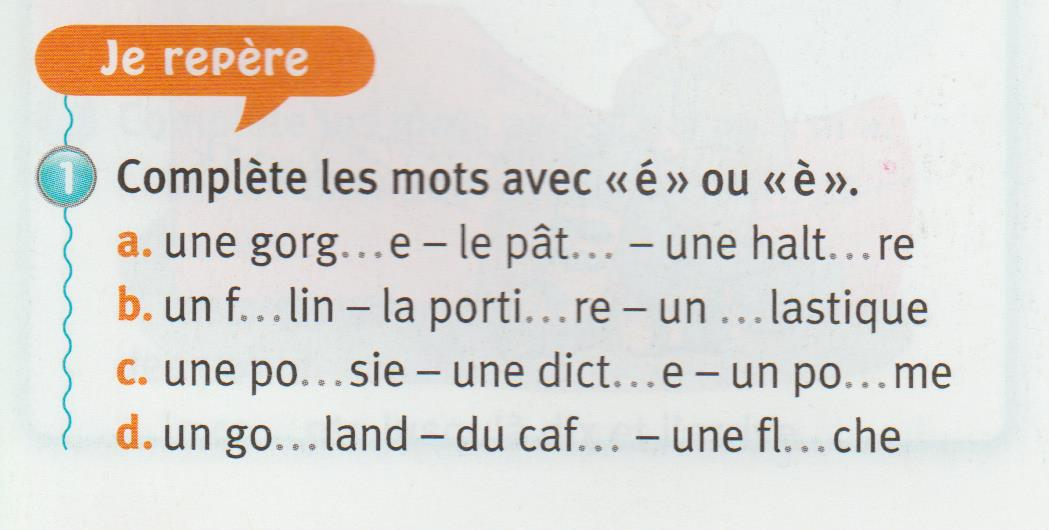 Je repère
1 Complète les mots avec «é» ou «è».
a. une gorg...e – le pât... – une halt...re
b. un f...lin – la porti...re – un ...lastique
c. une po...sie – une dict...e – un po...me
d. un go...land – du caf... – une fl...che